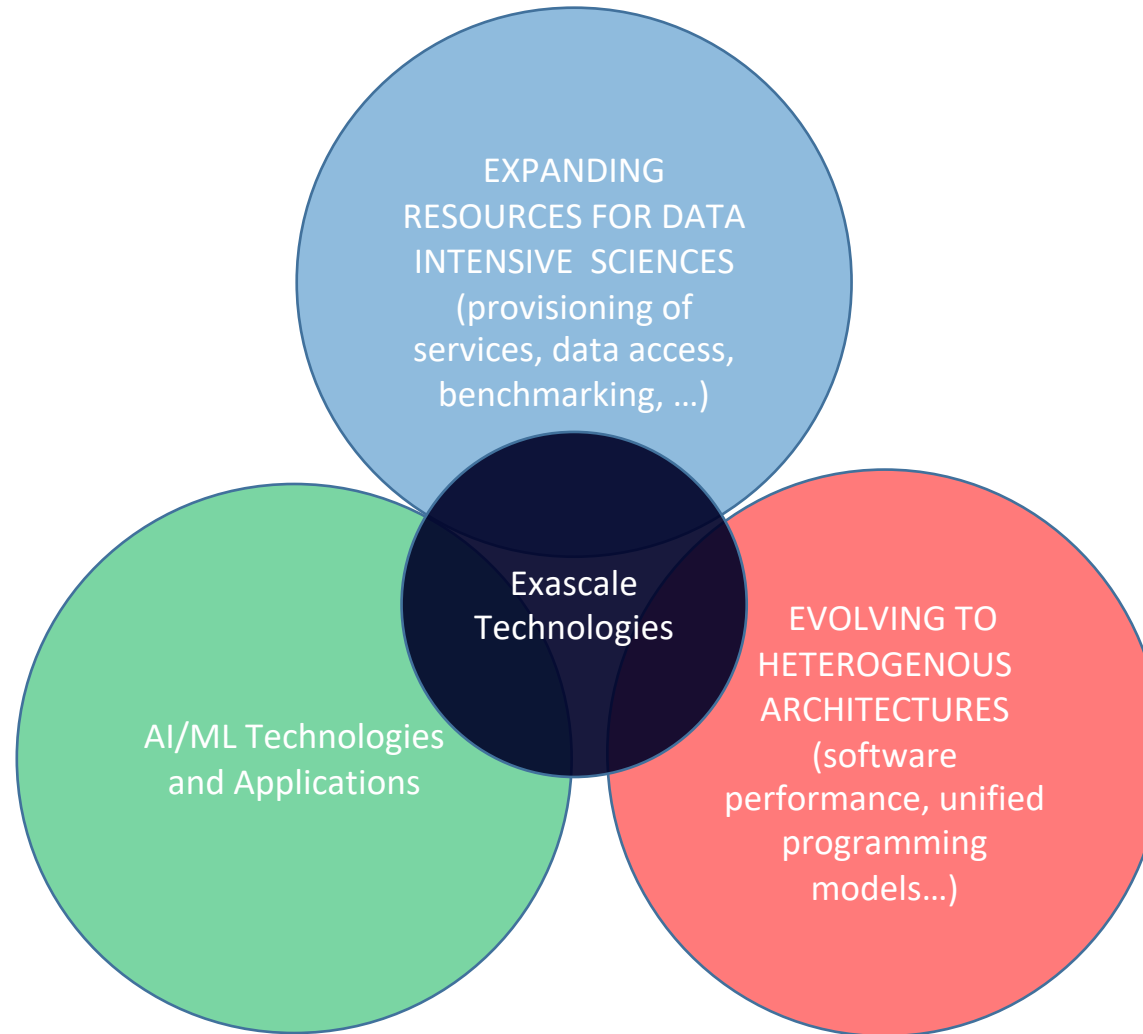 EXPANDING
RESOURCES FOR DATA
INTENSIVE SCIENCES
(provisioning of
services, data access,
benchmarking, …)
Exascale
Technologies
AI/ML Technologies
and Applications
EVOLVING TO
HETEROGENOUS
ARCHITECTURES
(software
performance, unified
programming
models…)